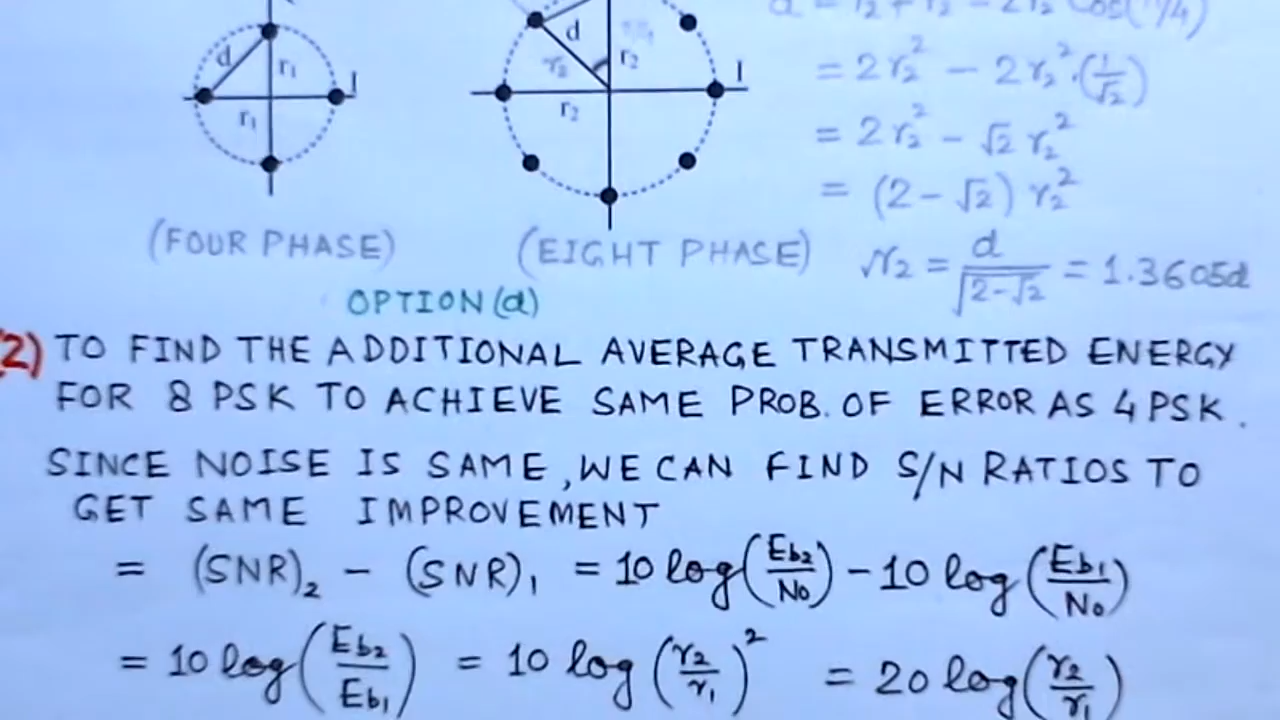 d
r₁
r₁
I
d
r₂
r₂
r₂
I
= 2r₂² - 2r₂² · (1/√2)
= 2r₂² - √2 r₂²
= (2 - √2) r₂²
(FOUR PHASE)
(EIGHT PHASE)
r₂ = d/√(2-√2) = 1.3605d
OPTION (d)
2) TO FIND THE ADDITIONAL AVERAGE TRANSMITTED ENERGY
FOR 8 PSK TO ACHIEVE SAME PROB. OF ERROR AS 4 PSK.
SINCE NOISE IS SAME, WE CAN FIND S/N RATIOS TO
GET SAME IMPROVEMENT
= (SNR)₂ - (SNR)₁ = 10 log(Eb₂/No) - 10 log(Eb₁/No)
= 10 log(Eb₂/Eb₁) = 10 log(r₂/r₁)² = 20 log(r₂/r₁)